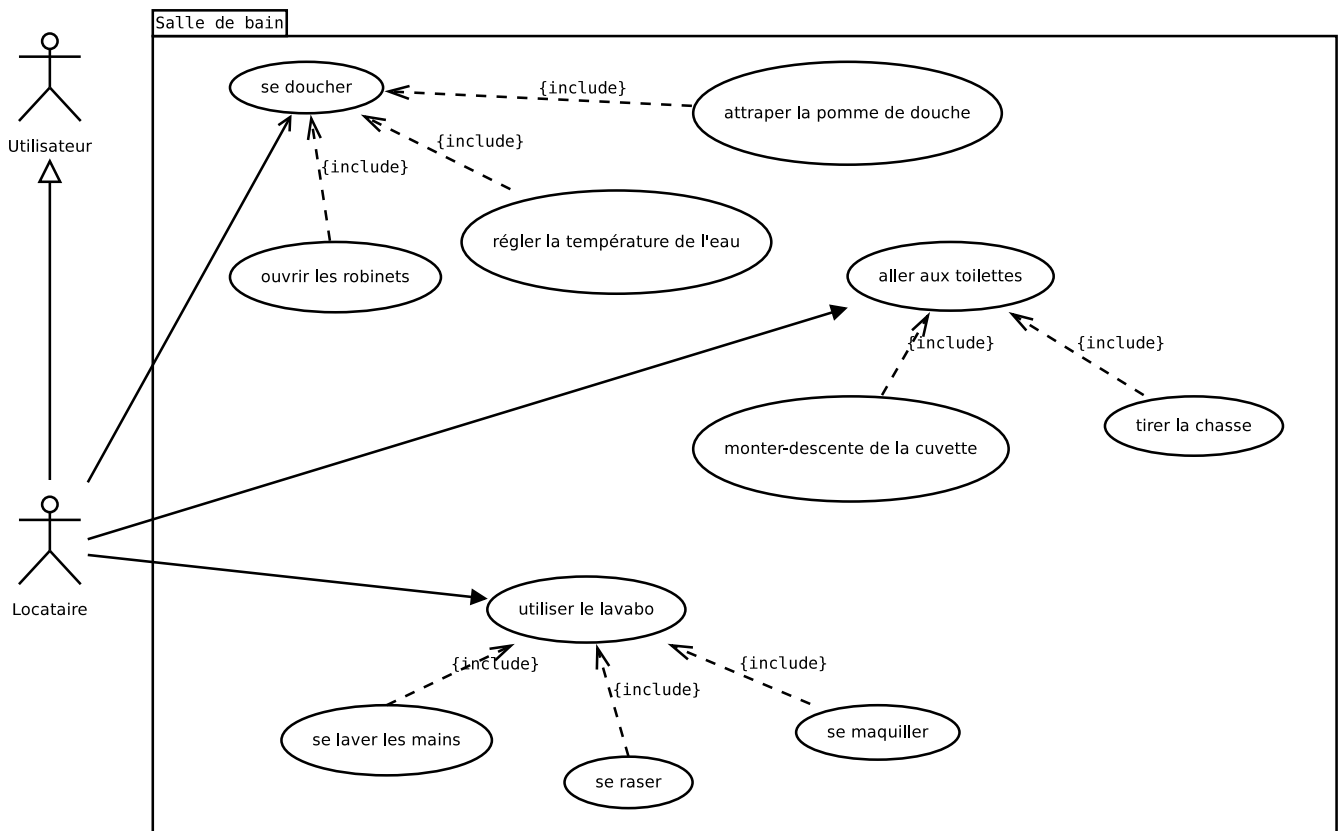 Salle de bain
Utilisateur
se doucher
{include}
attraper la pomme de douche
{include}
{include}
régler la température de l'eau
ouvrir les robinets
aller aux toilettes
{include}
{include}
monter-descente de la cuvette
tirer la chasse
Locataire
utiliser le lavabo
{include}
{include}
{include}
se laver les mains
se raser
se maquiller